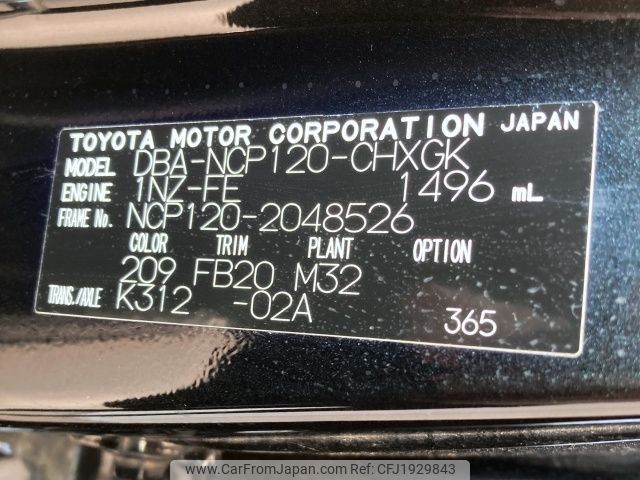 TOYOTA MOTOR CORPORATION JAPAN
MODEL DBA-NCP120-CHXGK
ENGINE 1NZ-FE 1496 mL
FRAME No. NCP120-2048526
COLOR TRIM PLANT OPTION
209 FB20 M32
TRANS./AXLE K312 -02A
365
www.CarFromJapan.com | Ref: CFJ1929843